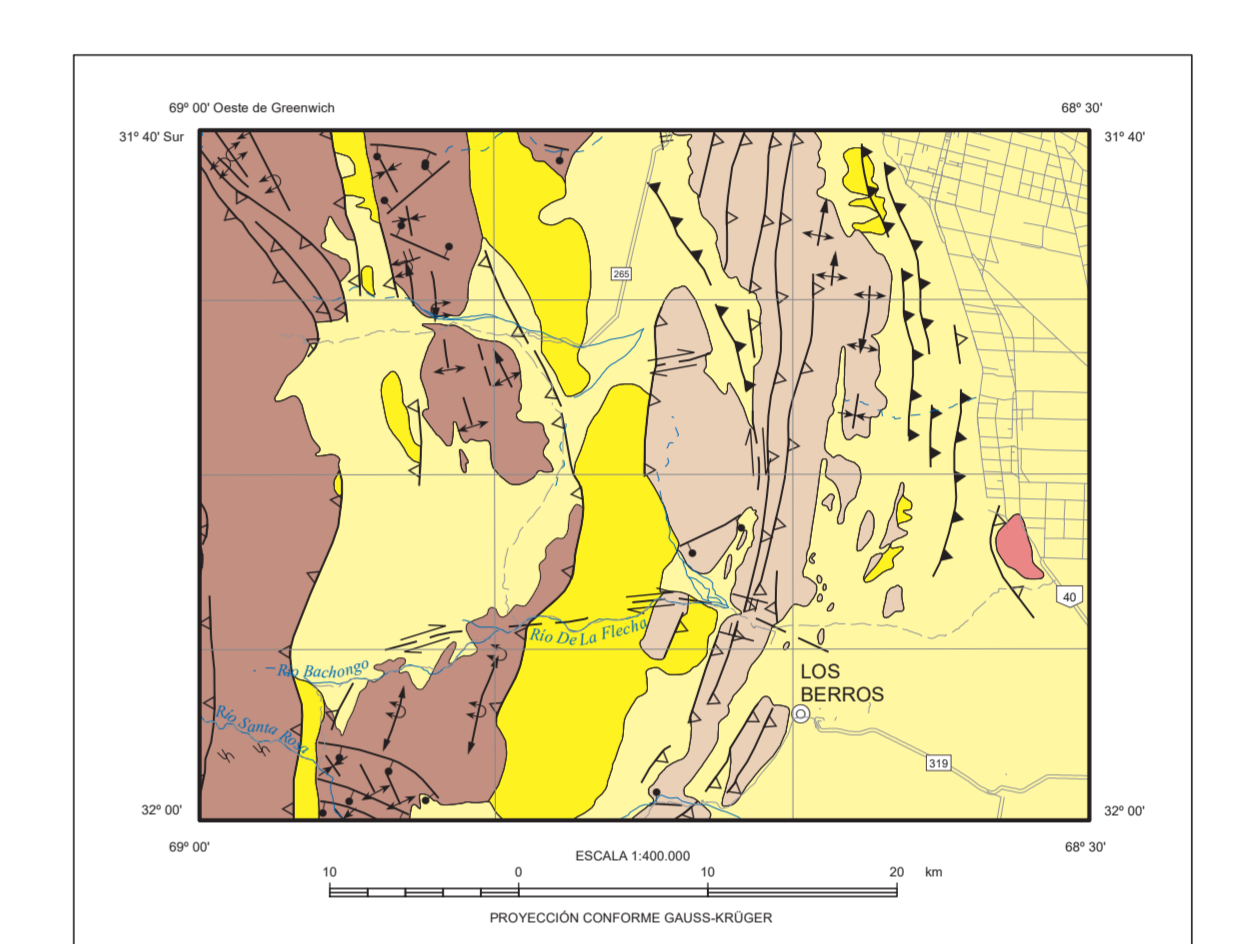 69º 00' Oeste de Greenwich
68º 30'
31º 40' Sur
31º 40'
265
40
Río De La Flecha
Río Bachongo
LOS
BERROS
Río Santa Rosa
319
32º 00'
32º 00'
69º 00'
68º 30'
ESCALA 1:400.000
10 0 10 20 km
PROYECCIÓN CONFORME GAUSS-KRÜGER